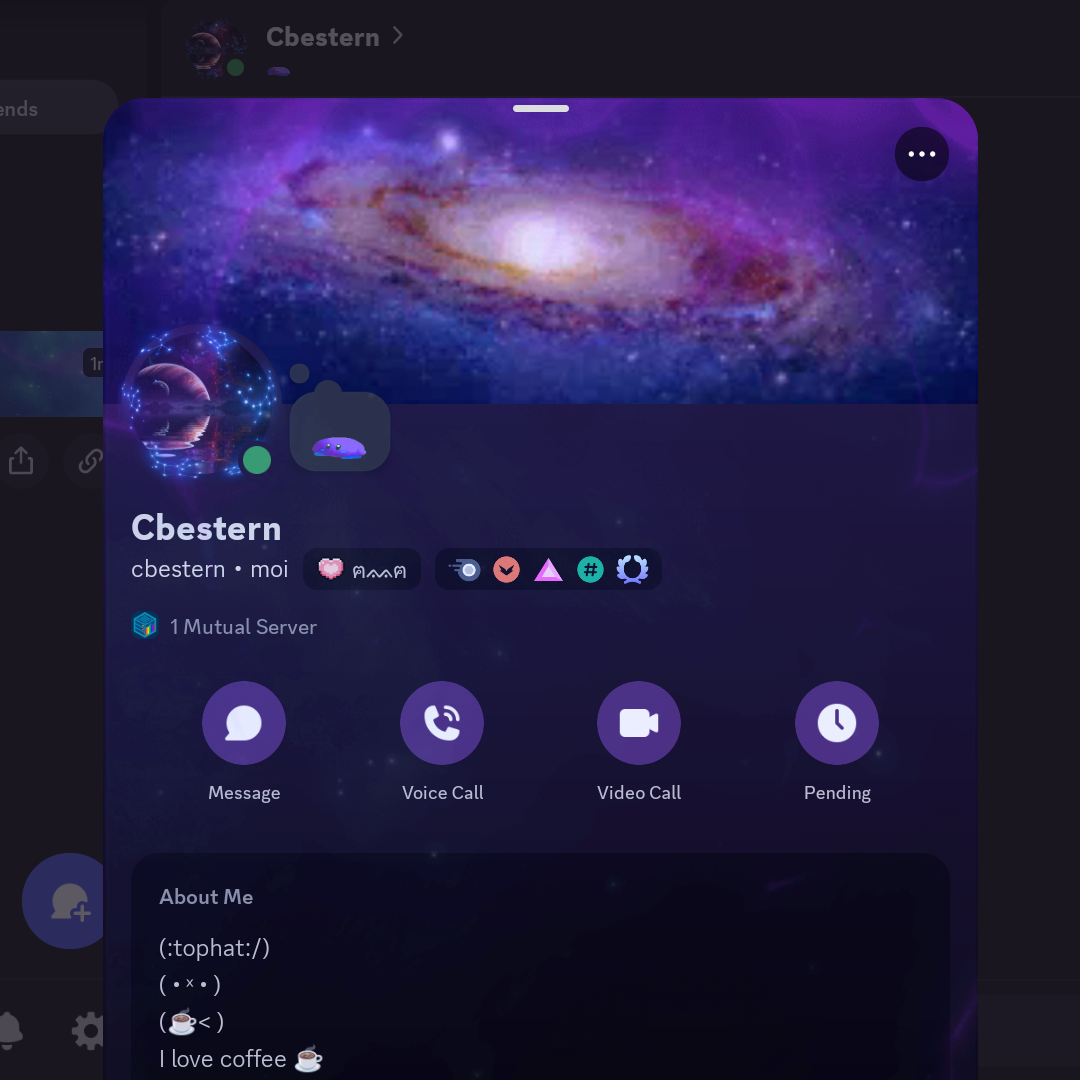 Cbestern
ends
1r
Cbestern
cbestern • moi
ฅ^^ฅ
1 Mutual Server
Message
Voice Call
Video Call
Pending
About Me
(:tophat:/)
( • ˣ • )
(☕< )
I love coffee ☕